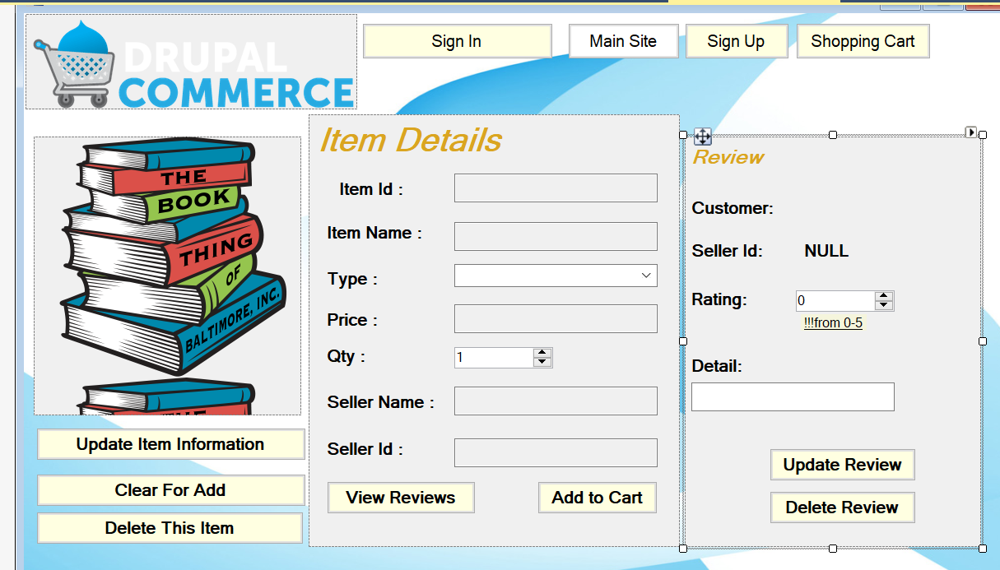 DRUPAL
COMMERCE
Sign In
Main Site
Sign Up
Shopping Cart
THE
BOOK
THING
OF
BALTIMORE, INC.
Update Item Information
Clear For Add
Delete This Item
Item Details
Item Id :
Item Name :
Type :
Price :
Qty :
1
Seller Name :
Seller Id :
View Reviews
Add to Cart
Review
Customer:
Seller Id:
NULL
Rating:
0
!!!from 0-5
Detail:
Update Review
Delete Review